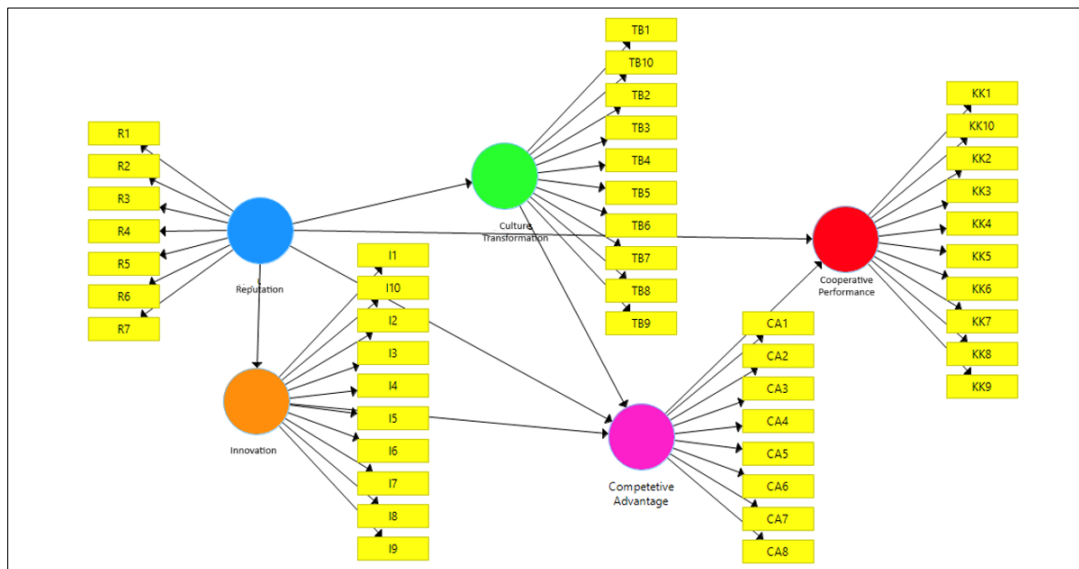 R1
R2
R3
R4
R5
R6
R7
Reputation
Innovation
I1
I10
I2
I3
I4
I5
I6
I7
I8
I9
Culture
Transformation
TB1
TB10
TB2
TB3
TB4
TB5
TB6
TB7
TB8
TB9
Competetive
Advantage
CA1
CA2
CA3
CA4
CA5
CA6
CA7
CA8
Cooperative
Performance
KK1
KK10
KK2
KK3
KK4
KK5
KK6
KK7
KK8
KK9